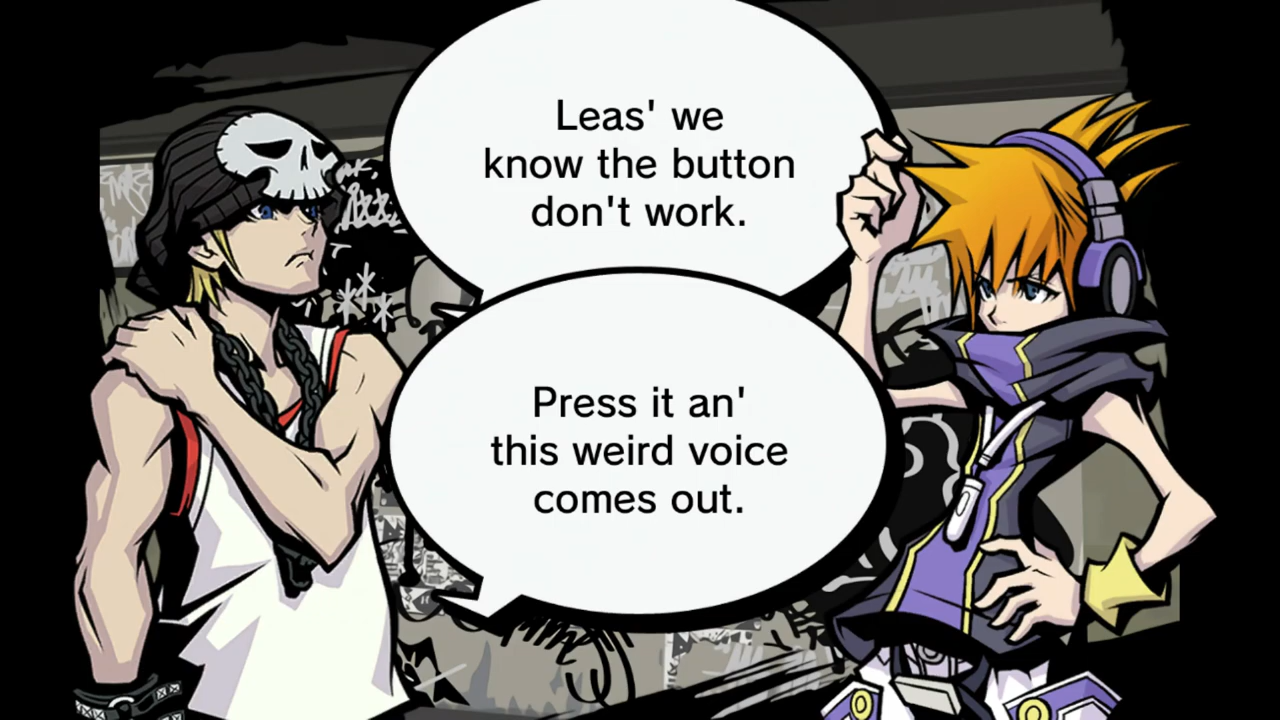 Leas' we
know the button
don't work.
Press it an'
this weird voice
comes out.